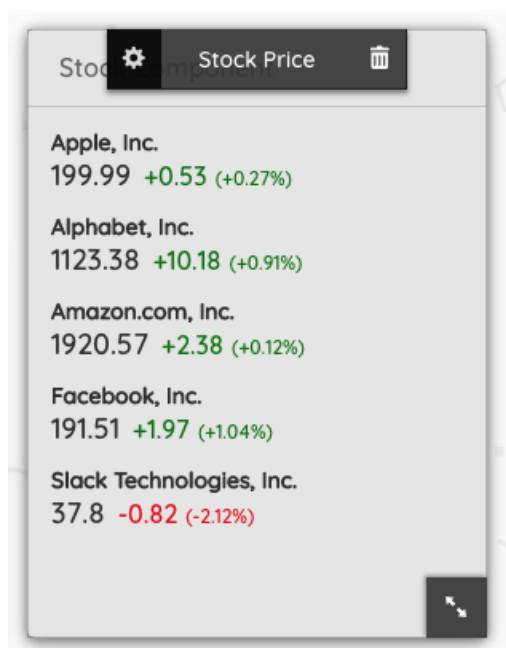 Stock Price
Stock Component
Apple, Inc.
199.99 +0.53 (+0.27%)
Alphabet, Inc.
1123.38 +10.18 (+0.91%)
Amazon.com, Inc.
1920.57 +2.38 (+0.12%)
Facebook, Inc.
191.51 +1.97 (+1.04%)
Slack Technologies, Inc.
37.8 -0.82 (-2.12%)